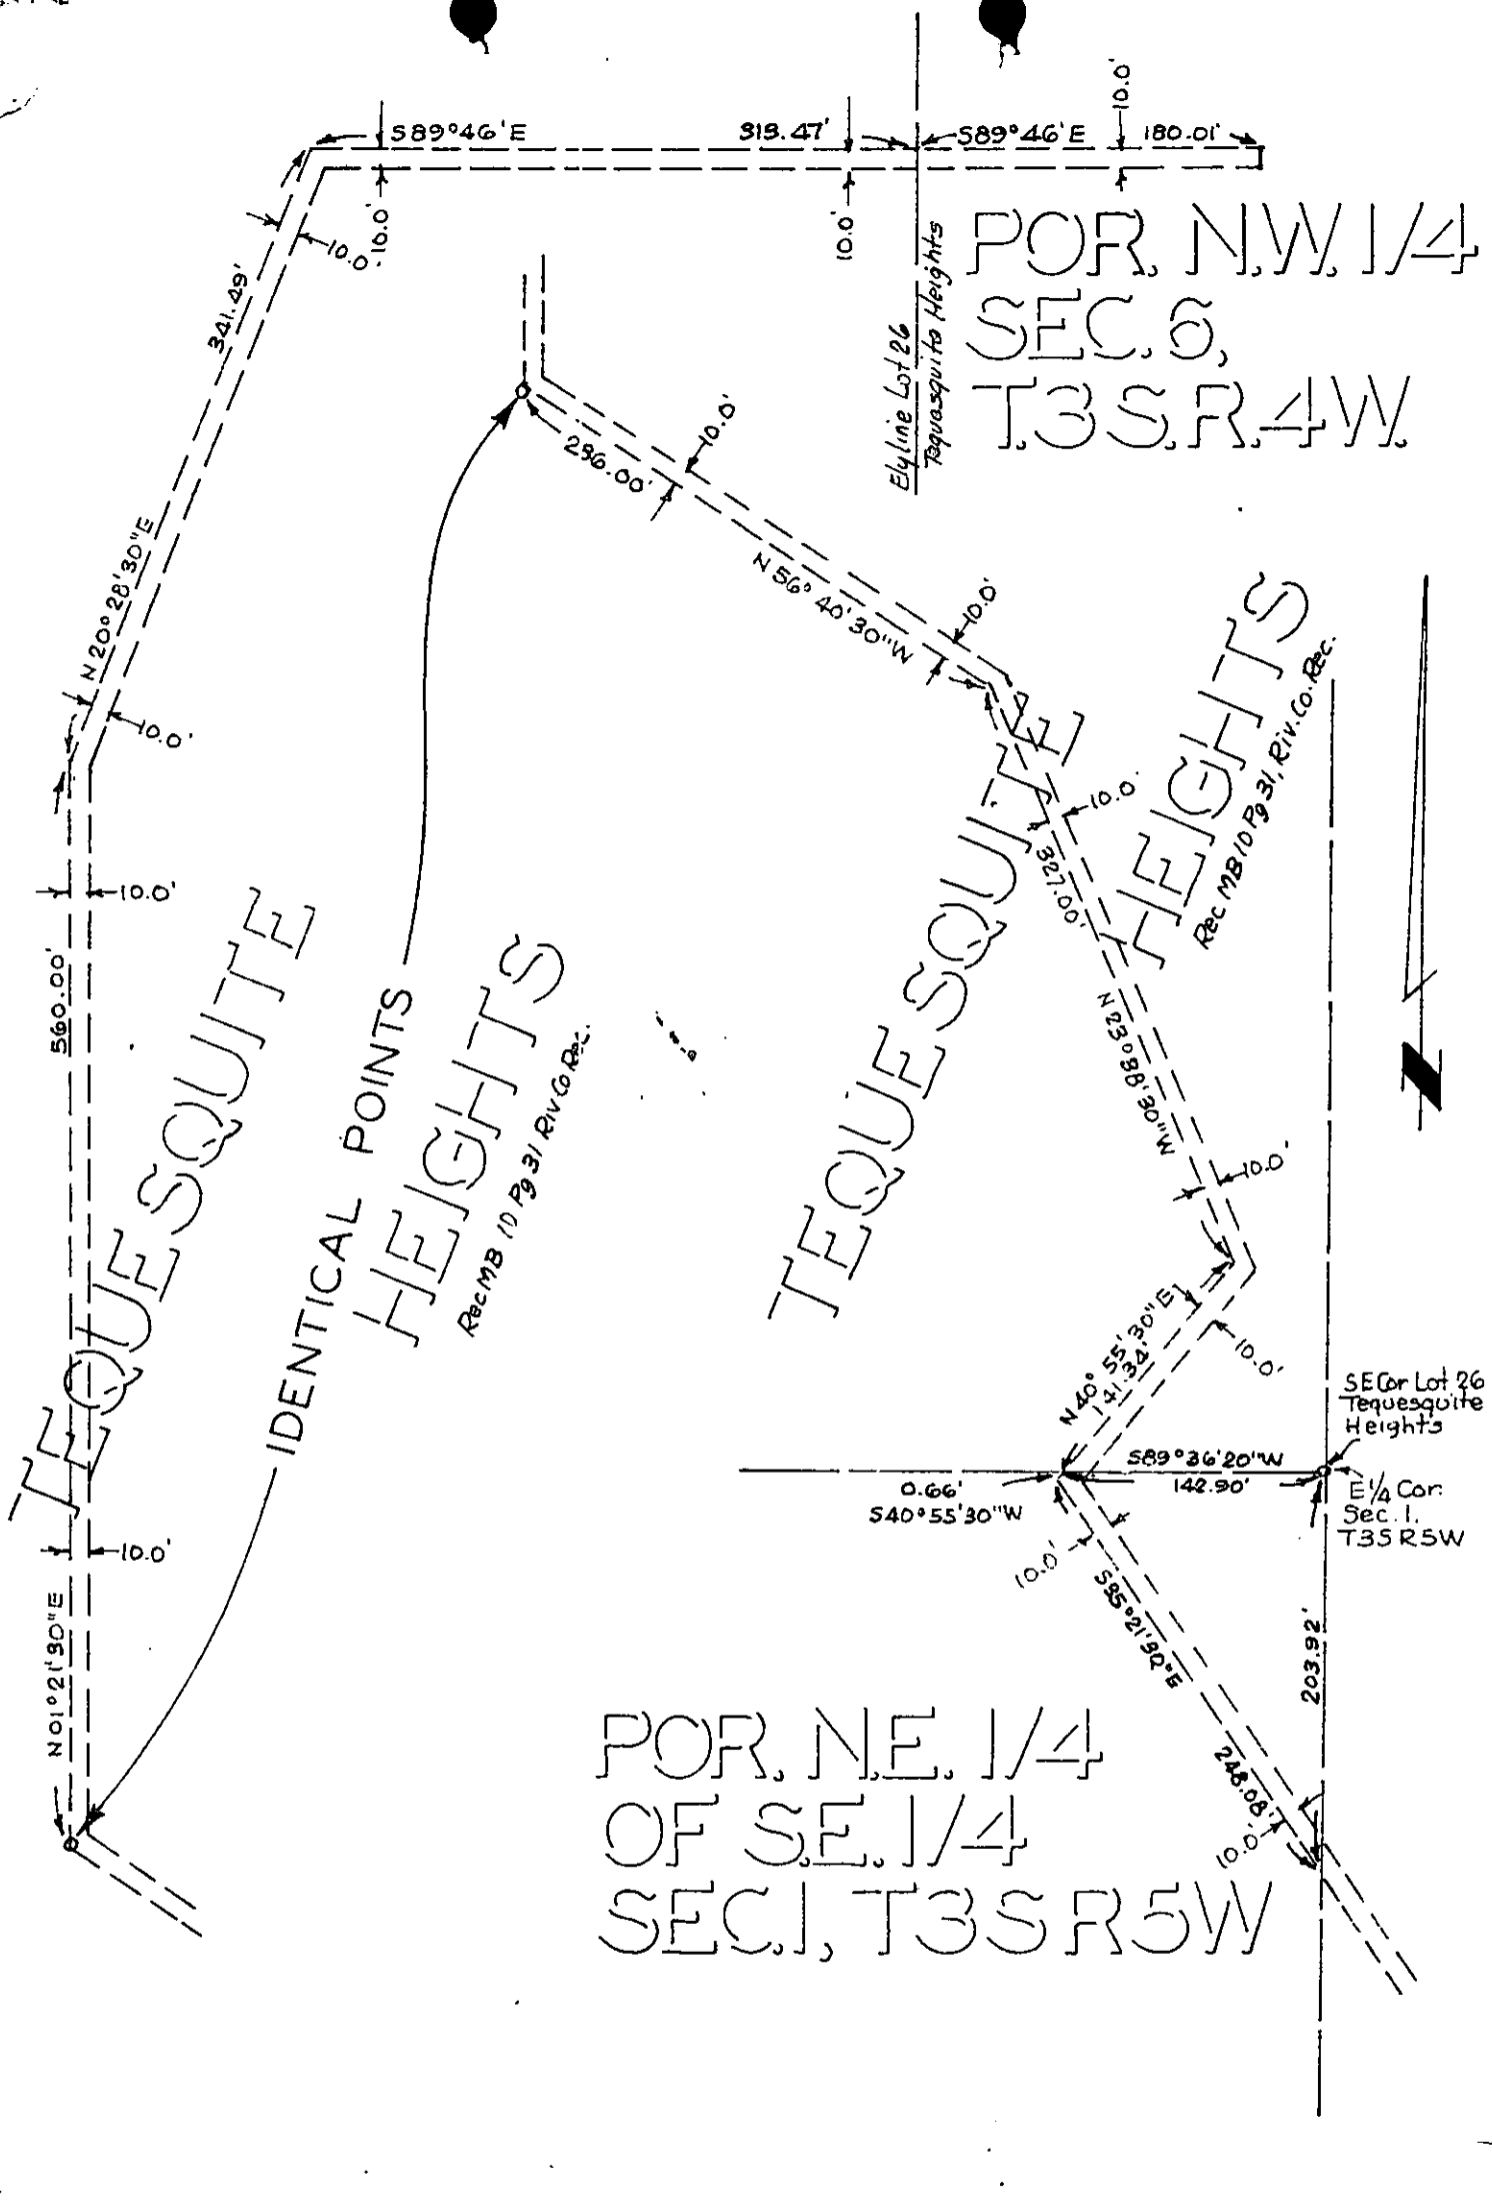 S89°46'E
313.47'
S89°46'E
180.01'
10.0'
10.0'
10.0'
10.0'
341.49'
N20°28'30"E
10.0'
Ely line Lot 26
Tequesquite Heights
POR. N.W. 1/4
SEC. 6,
T.3S.R.4W.
10.0'
296.00'
N56°40'30"W
10.0'
560.00'
10.0'
N01°21'30"E
10.0'
TEQUESQUITE
HEIGHTS
Rec MB 10 Pg 31 Riv Co Rec.
IDENTICAL POINTS
TEQUESQUITE
HEIGHTS
Rec MB 10 Pg 31, Riv. Co. Rec.
10.0'
327.00'
N23°38'30"W
10.0'
N40°55'30"E
141.34'
10.0'
SE Cor Lot 26
Tequesquite
Heights
S89°36'20"W
142.90'
0.66'
S40°55'30"W
E 1/4 Cor.
Sec. 1.
T3S R5W
10.0'
S35°21'30"E
203.92'
248.08'
10.0'
POR. N.E. 1/4
OF S.E. 1/4
SEC.1, T3S R5W
N